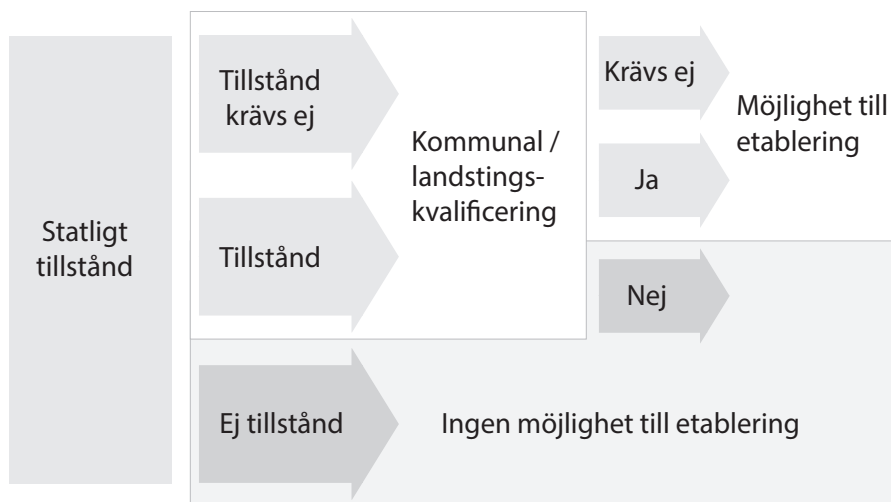 Statligt
tillstånd
Tillstånd
krävs ej
Tillstånd
Ej tillstånd
Kommunal /
landstings-
kvalificering
Krävs ej
Ja
Nej
Möjlighet till
etablering
Ingen möjlighet till etablering